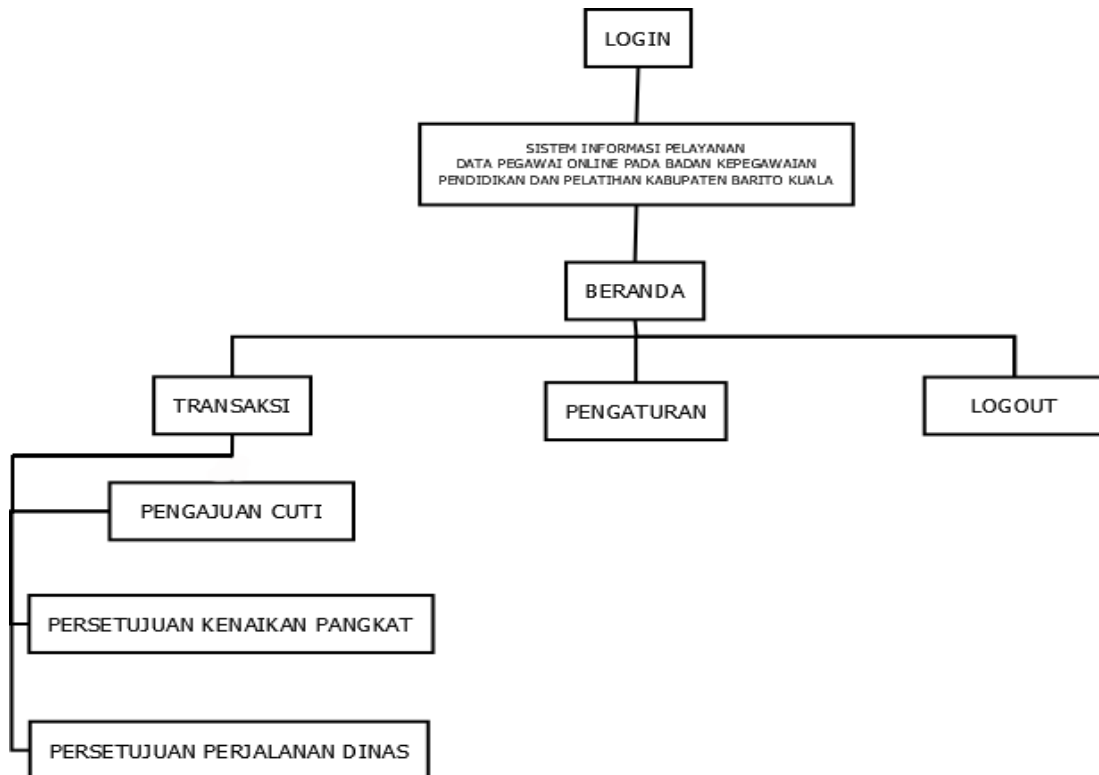 LOGIN
SISTEM INFORMASI PELAYANAN
DATA PEGAWAI ONLINE PADA BADAN KEPEGAWAIAN
PENDIDIKAN DAN PELATIHAN KABUPATEN BARITO KUALA
BERANDA
TRANSAKSI
PENGATURAN
LOGOUT
PENGAJUAN CUTI
PERSETUJUAN KENAIKAN PANGKAT
PERSETUJUAN PERJALANAN DINAS